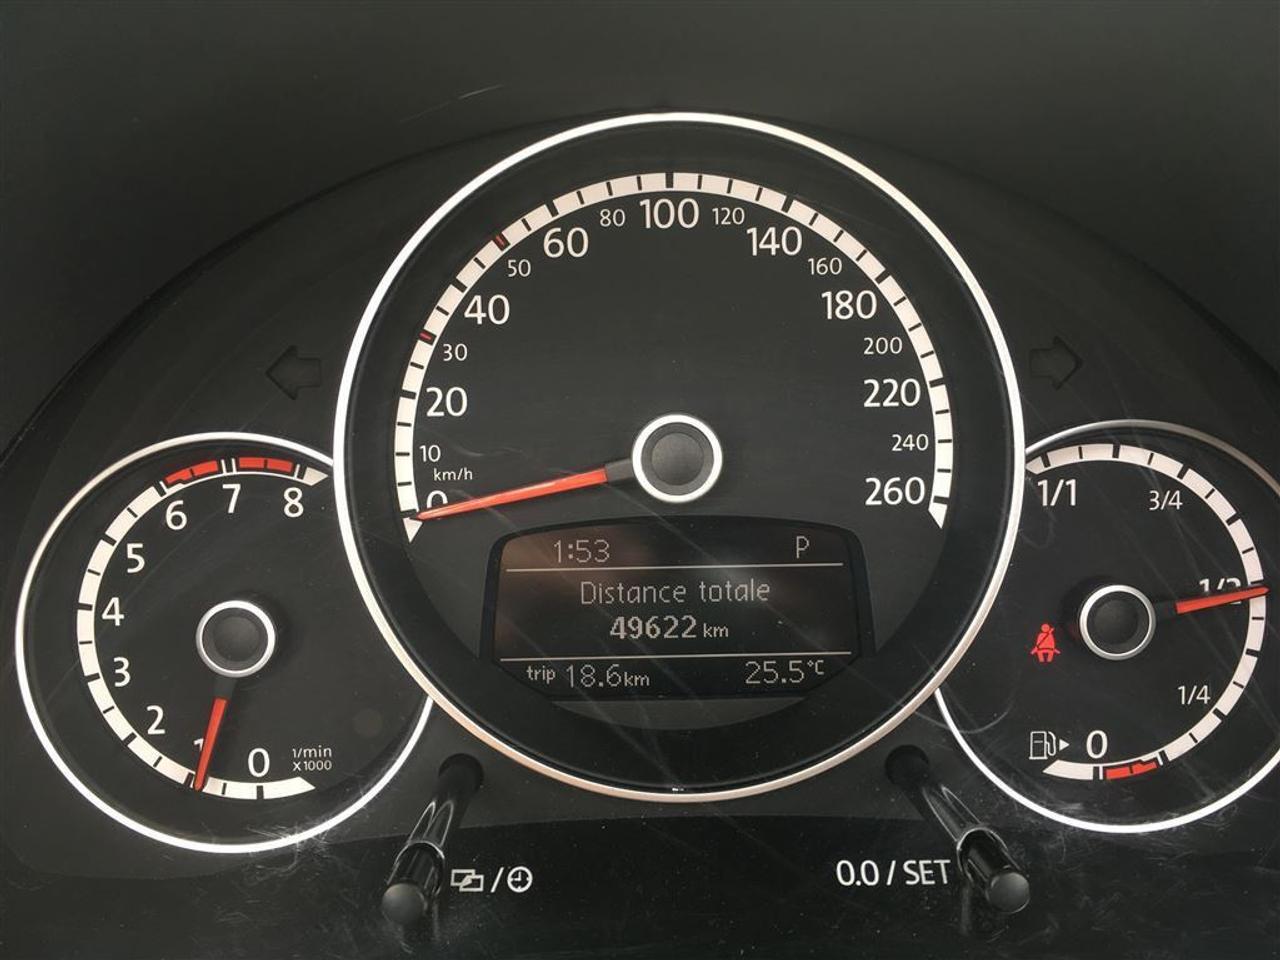 80 100 120
60 140
50 160
40 180
30 200
20 220
10 240
km/h
0 260
1:53 P
Distance totale
49622 km
trip 18.6km 25.5°C
6 7 8
5
4
3
2
1
0 1/min
x1000
1/1 3/4
1/2
1/4
0
0.0 / SET